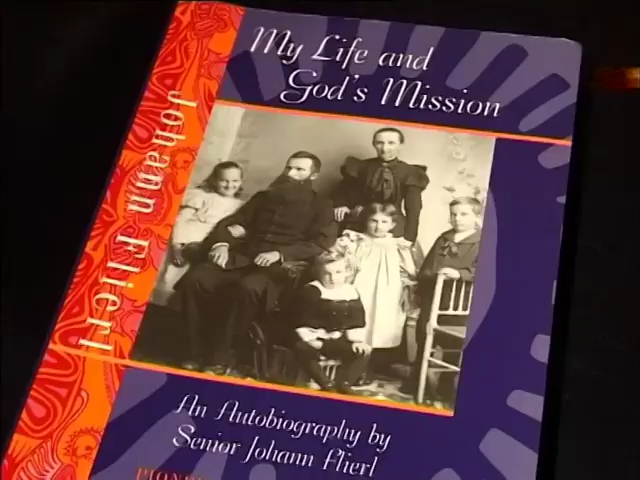 My Life and
God's Mission
Johann Flierl
An Autobiography by
Senior Johann Flierl